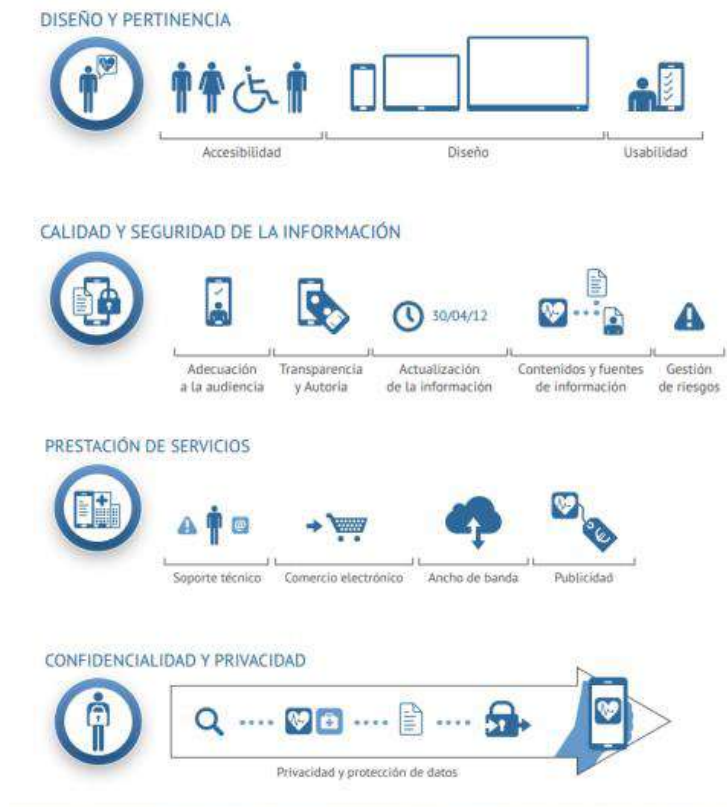 DISEÑO Y PERTINENCIA
Accesibilidad
Diseño
Usabilidad
CALIDAD Y SEGURIDAD DE LA INFORMACIÓN
30/04/12
Adecuación
a la audiencia
Transparencia
y Autoria
Actualización
de la información
Contenidos y fuentes
de información
Gestión
de riesgos
PRESTACIÓN DE SERVICIOS
@
Soporte técnico
Comercio electrónico
Ancho de banda
Publicidad
CONFIDENCIALIDAD Y PRIVACIDAD
Privacidad y protección de datos